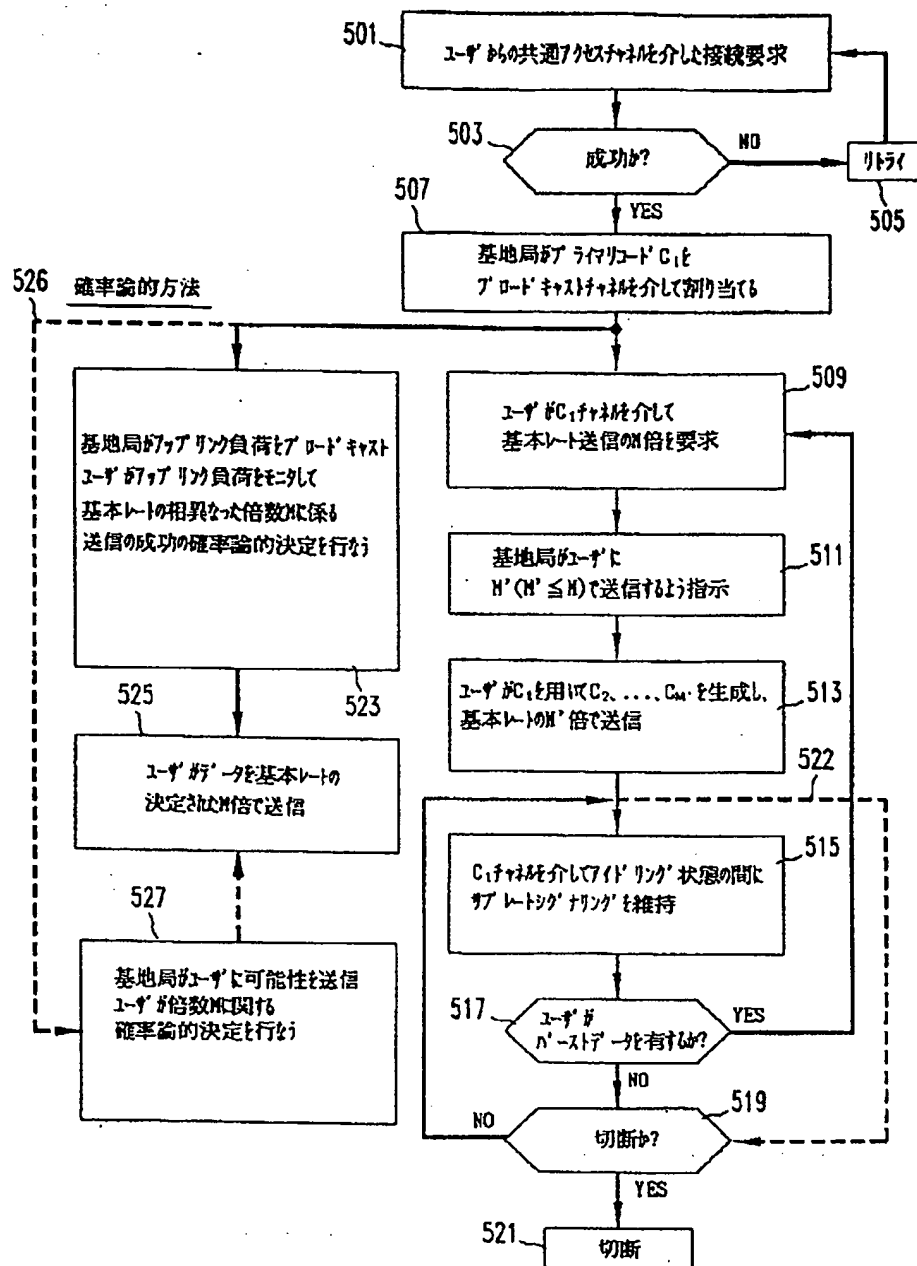 501
ユーザからの共通アクセスチャネルを介した接続要求
503
成功か?
NO
リトライ
505
YES
507
基地局がプライマリコードC1を
ブロードキャストチャネルを介して割り当てる
526
確率論的方法
509
ユーザがC1チャネルを介して
基本レート送信のM倍を要求
基地局がアップリンク負荷をブロードキャスト
ユーザがアップリンク負荷をモニタして
基本レートの相異なった倍数Mに係る
送信の成功の確率論的決定を行なう
523
511
基地局がユーザに
M'(M'≦M)で送信するよう指示
513
ユーザがC1を用いてC2、....、CM'を生成し、
基本レートのM'倍で送信
525
ユーザがデータを基本レートの
決定されたM倍で送信
522
515
C1チャネルを介してアイドリング状態の間に
サブレートシグナリングを維持
527
基地局がユーザに可能性を送信
ユーザが倍数Mに関する
確率論的決定を行なう
517
ユーザが
バーストデータを有するか?
YES
NO
519
NO
切断か?
YES
521
切断